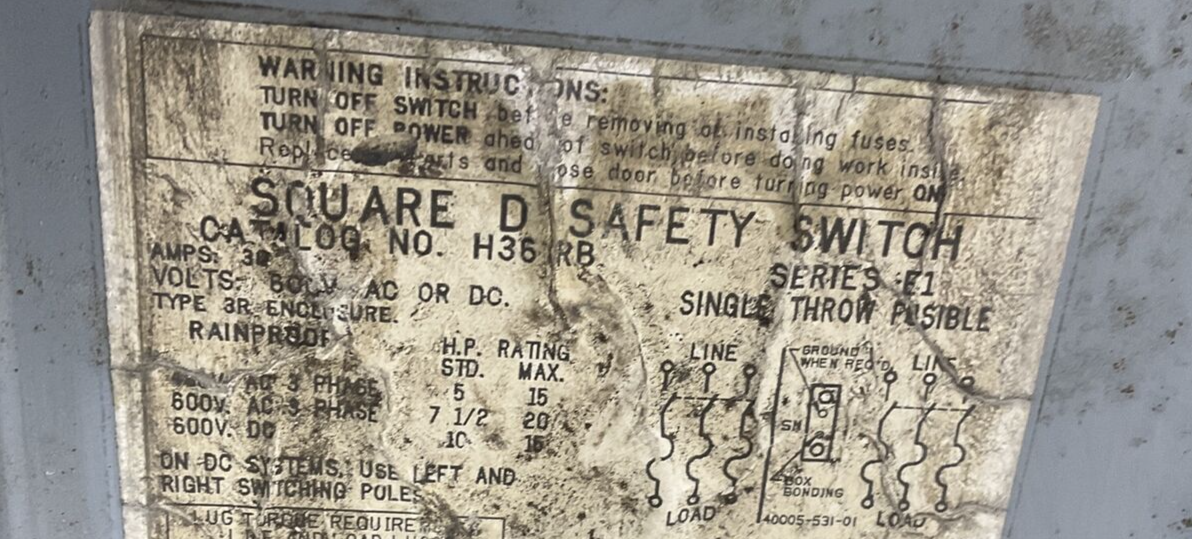 WARNING INSTRUCTIONS:
TURN OFF SWITCH before removing or installing fuses.
TURN OFF POWER ahead of switch before doing work inside.
Replace parts and close door before turning power ON
SQUARE D SAFETY SWITCH
CATALOG NO. H36 RB
SERIES E1
AMPS: 30
VOLTS: 600V AC OR DC.
SINGLE THROW FUSIBLE
TYPE 3R ENCLOSURE.
RAINPROOF
H.P. RATING
STD. MAX.
AC 3 PHASE 5 15
600V. AC 3 PHASE 7 1/2 20
600V. DC 10 15
ON DC SYSTEMS, USE LEFT AND
RIGHT SWITCHING POLES
LUG TORQUE REQUIRE
LINE AND LOAD
LINE
LOAD
GROUND
WHEN REQ'D.
SN
BOX
BONDING
40005-531-01
LINE
LOAD